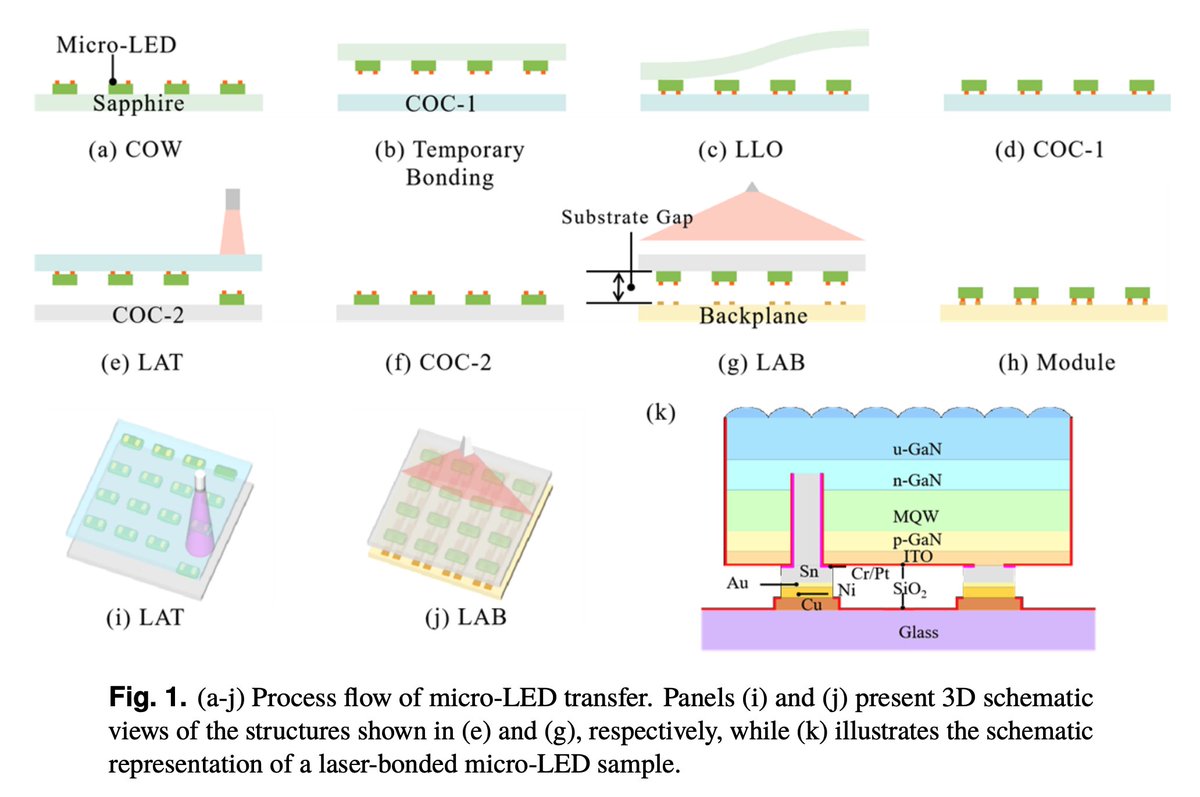 Micro-LED
Sapphire
(a) COW
COC-1
(b) Temporary
Bonding
(c) LLO
(d) COC-1
COC-2
(e) LAT
(f) COC-2
Substrate Gap
Backplane
(g) LAB
(h) Module
(i) LAT
(j) LAB
(k)
u-GaN
n-GaN
MQW
p-GaN
ITO
Sn
Cr/Pt
Au
Ni
SiO₂
Cu
Glass
Fig. 1. (a-j) Process flow of micro-LED transfer. Panels (i) and (j) present 3D schematic
views of the structures shown in (e) and (g), respectively, while (k) illustrates the schematic
representation of a laser-bonded micro-LED sample.